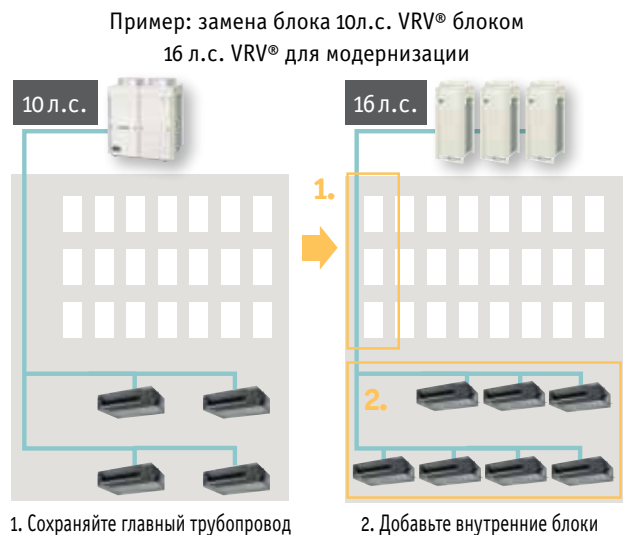 Пример: замена блока 10л.с. VRV® блоком
16 л.с. VRV® для модернизации
10 л.с.
16 л.с.
1.
2.
1. Сохраняйте главный трубопровод
2. Добавьте внутренние блоки